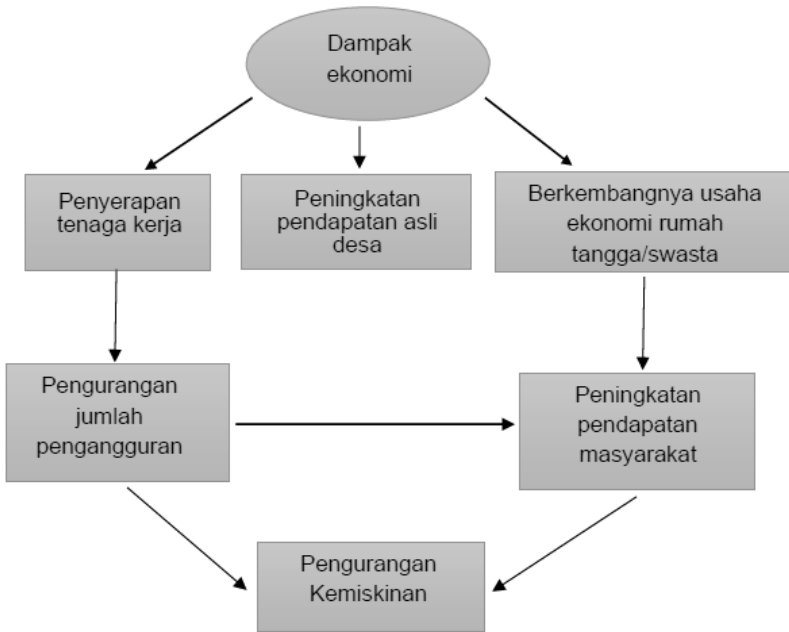 Dampak
ekonomi
Penyerapan
tenaga kerja
Peningkatan
pendapatan asli
desa
Berkembangnya usaha
ekonomi rumah
tangga/swasta
Pengurangan
jumlah
pengangguran
Peningkatan
pendapatan
masyarakat
Pengurangan
Kemiskinan